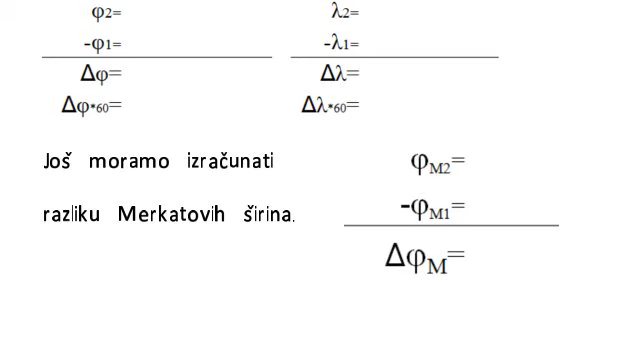 φ2= λ2=
-φ1= -λ1=
Δφ= Δλ=
Δφ*60= Δλ*60=
Još moramo izračunati φM2=
razliku Merkatovih širina. -φM1=
ΔφM=